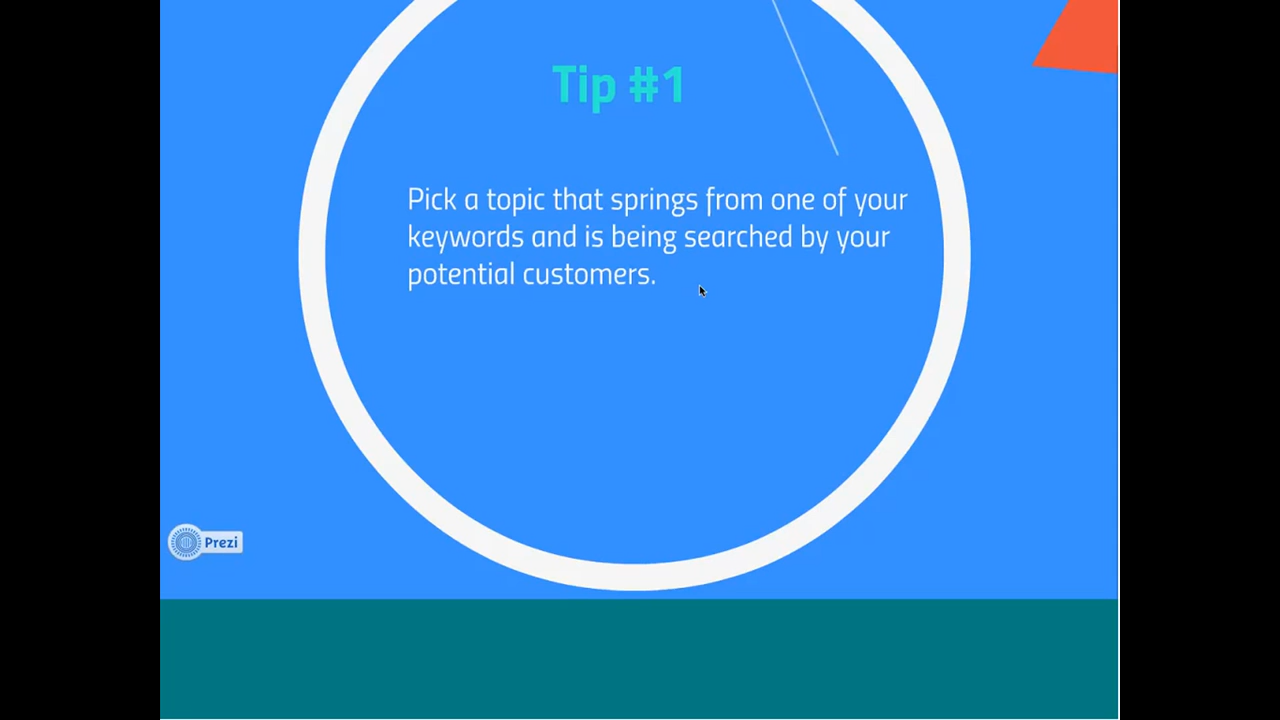 Tip #1
Pick a topic that springs from one of your
keywords and is being searched by your
potential customers.
Prezi